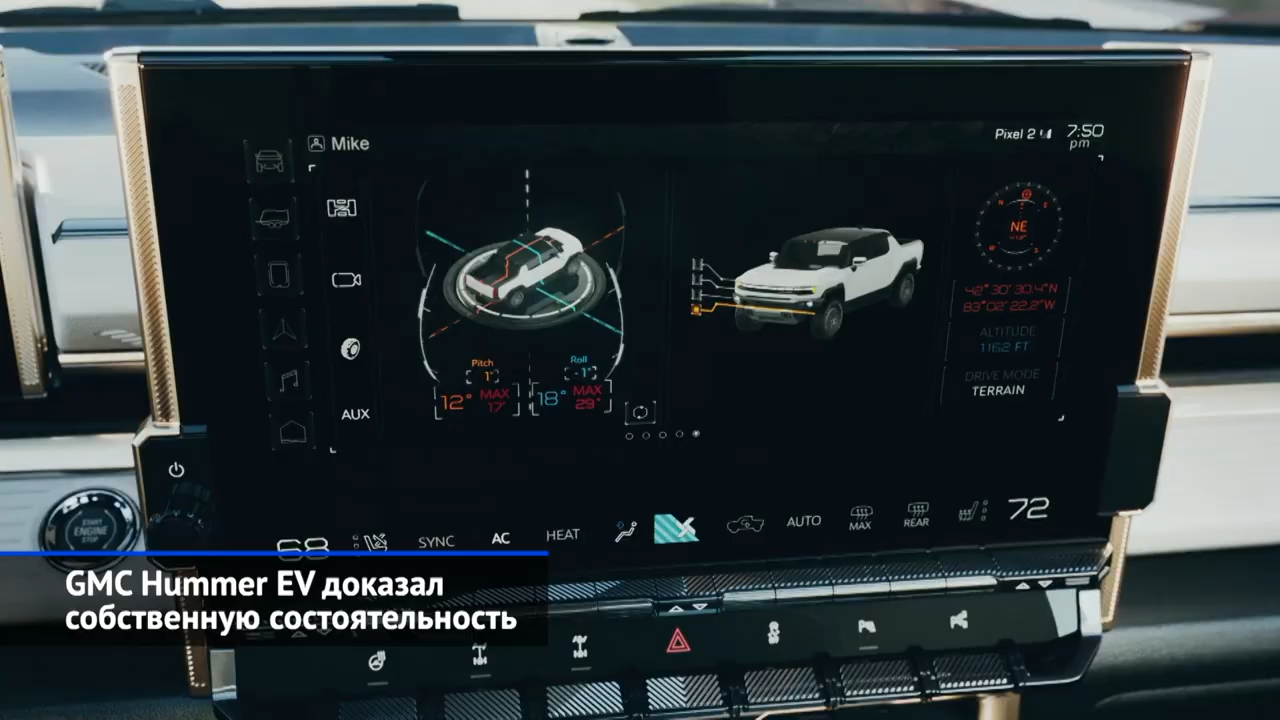 Mike
Pixel 2
7:50
pm
NE
42° 30' 30.4"N
83° 02' 22.2"W
ALTITUDE
1162 FT
DRIVE MODE
TERRAIN
Pitch
1°
12° MAX 17°
Roll
-1°
18° MAX 29°
AUX
68
SYNC
AC
HEAT
AUTO
MAX
REAR
72
START
ENGINE
STOP
GMC Hummer EV доказал
собственную состоятельность